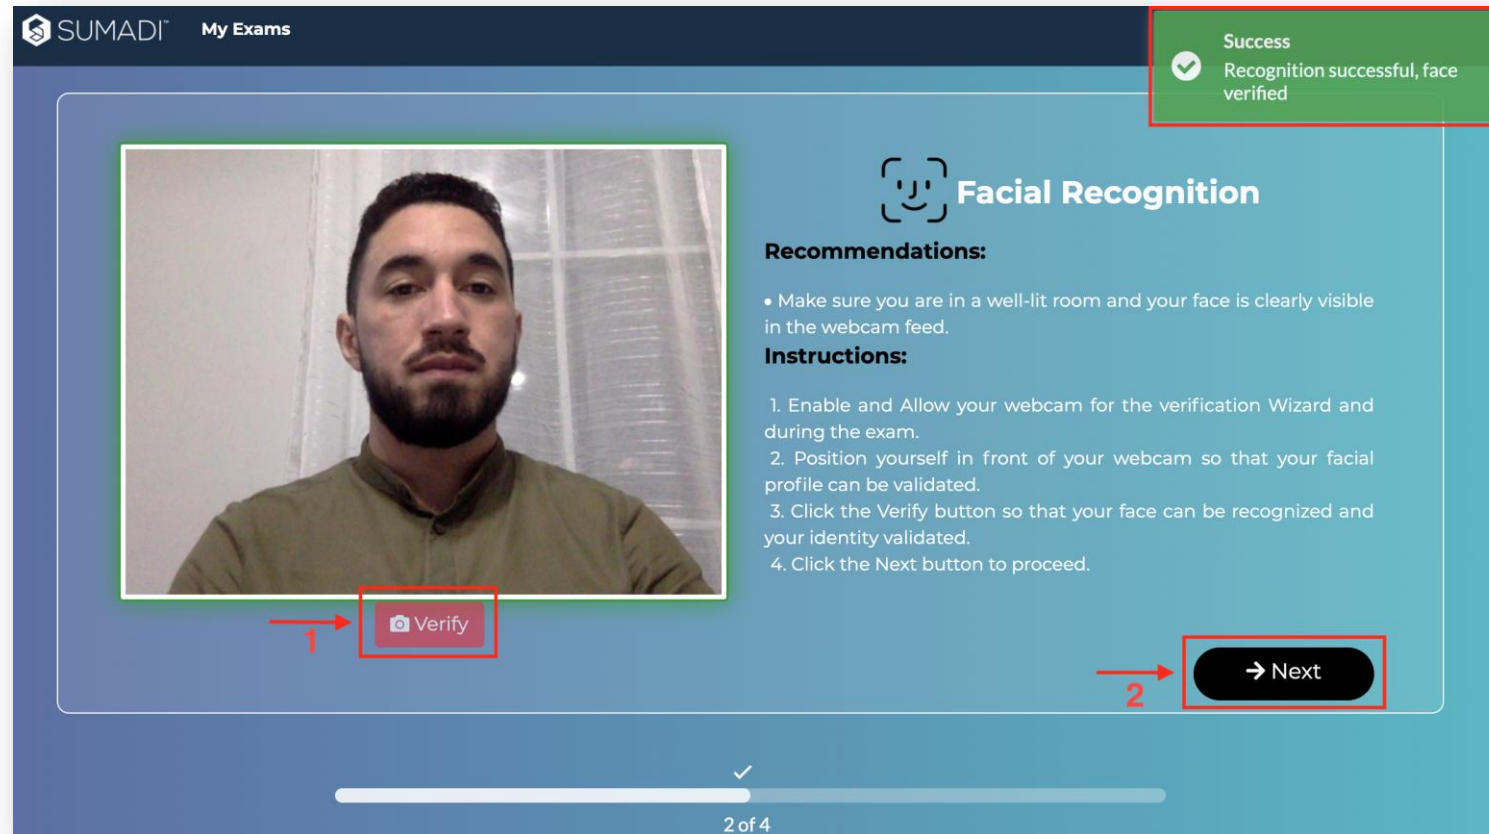 SUMADI™
My Exams
Success
Recognition successful, face
verified
Facial Recognition
Recommendations:
• Make sure you are in a well-lit room and your face is clearly visible
in the webcam feed.
Instructions:
1. Enable and Allow your webcam for the verification Wizard and
during the exam.
2. Position yourself in front of your webcam so that your facial
profile can be validated.
3. Click the Verify button so that your face can be recognized and
your identity validated.
4. Click the Next button to proceed.
1
Verify
2
→ Next
2 of 4